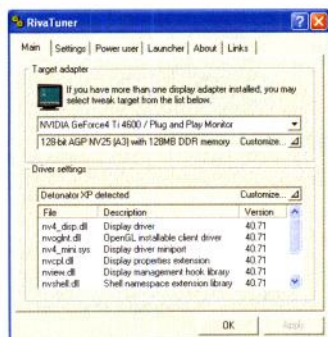 RivaTuner
Main Settings Power user Launcher About Links
Target adapter
If you have more than one display adapter installed, you may
select tweak target from the list below.
NVIDIA GeForce4 Ti 4600 / Plug and Play Monitor
128-bit AGP NV25 (A3) with 128MB DDR memory Customize...
Driver settings
Detonator XP detected Customize...
File Description Version
nv4_disp.dll Display driver 40.71
nvoglnt.dll OpenGL installable client driver 40.71
nv4_mini.sys Display driver miniport 40.71
nvcpl.dll Display properties extension 40.71
nview.dll Display management hook library 40.71
nvshell.dll Shell namespace extension library 40.71
OK Apply